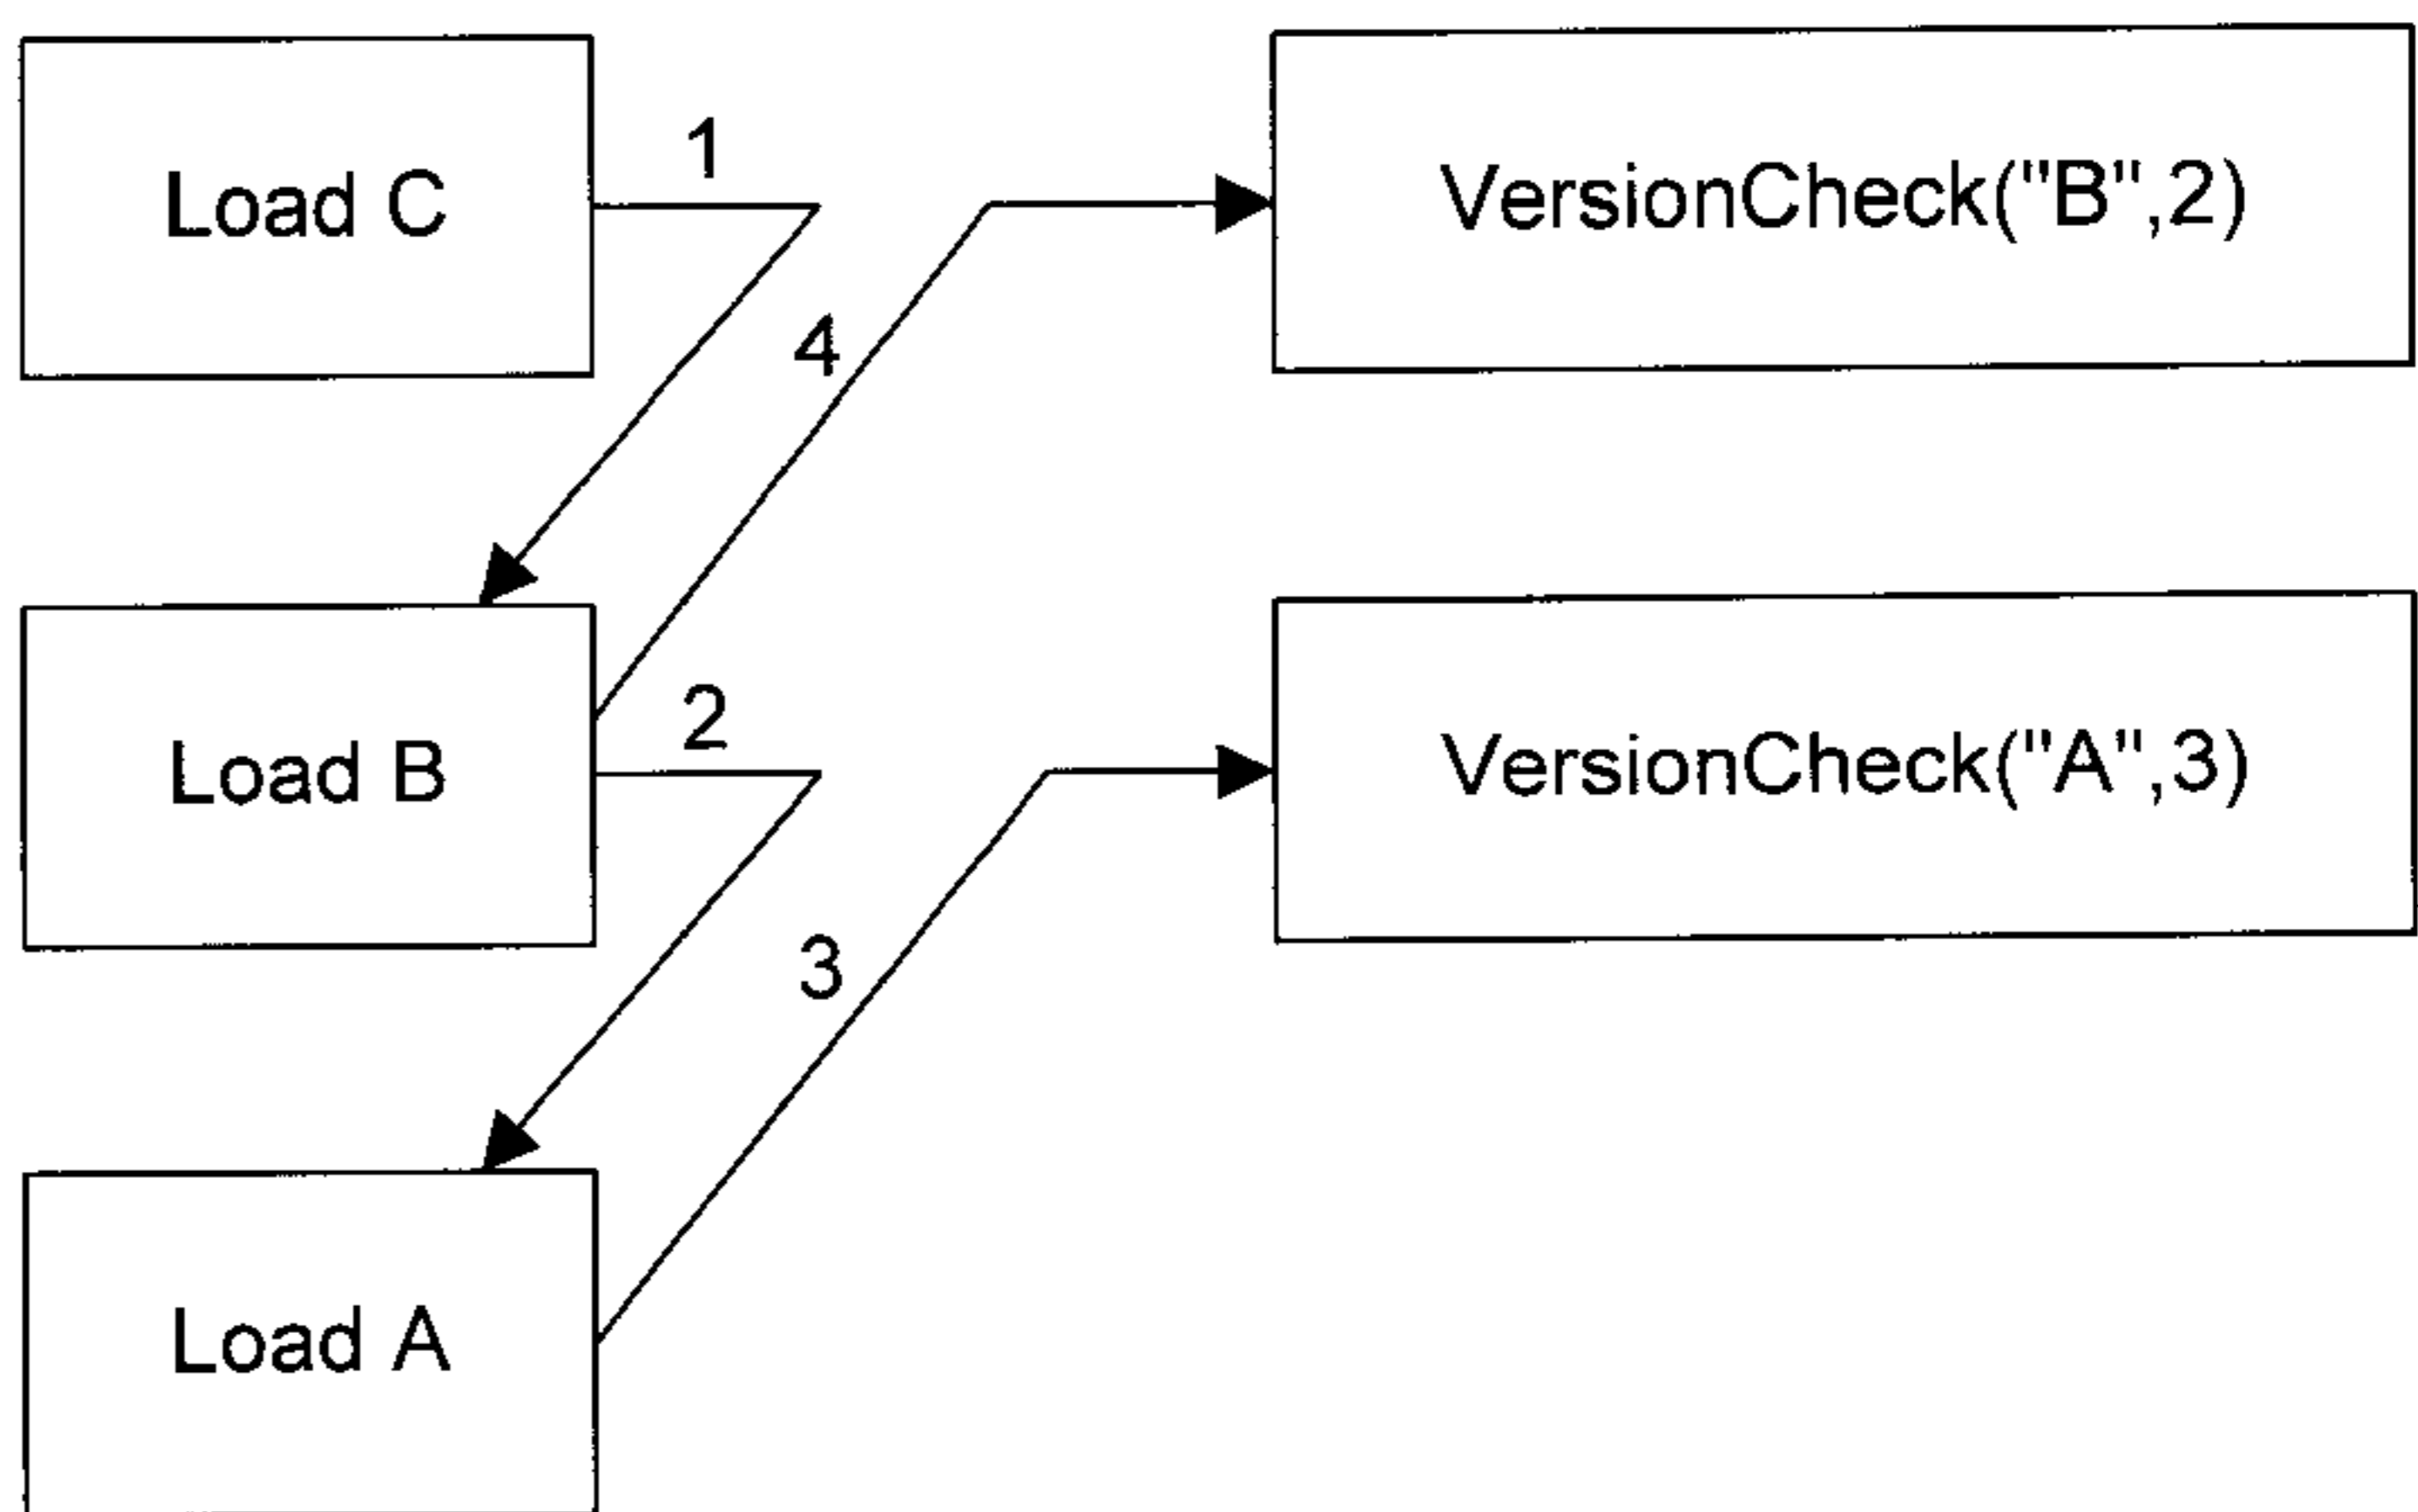 Load C
1
VersionCheck("B",2)
4
Load B
2
VersionCheck("A",3)
3
Load A